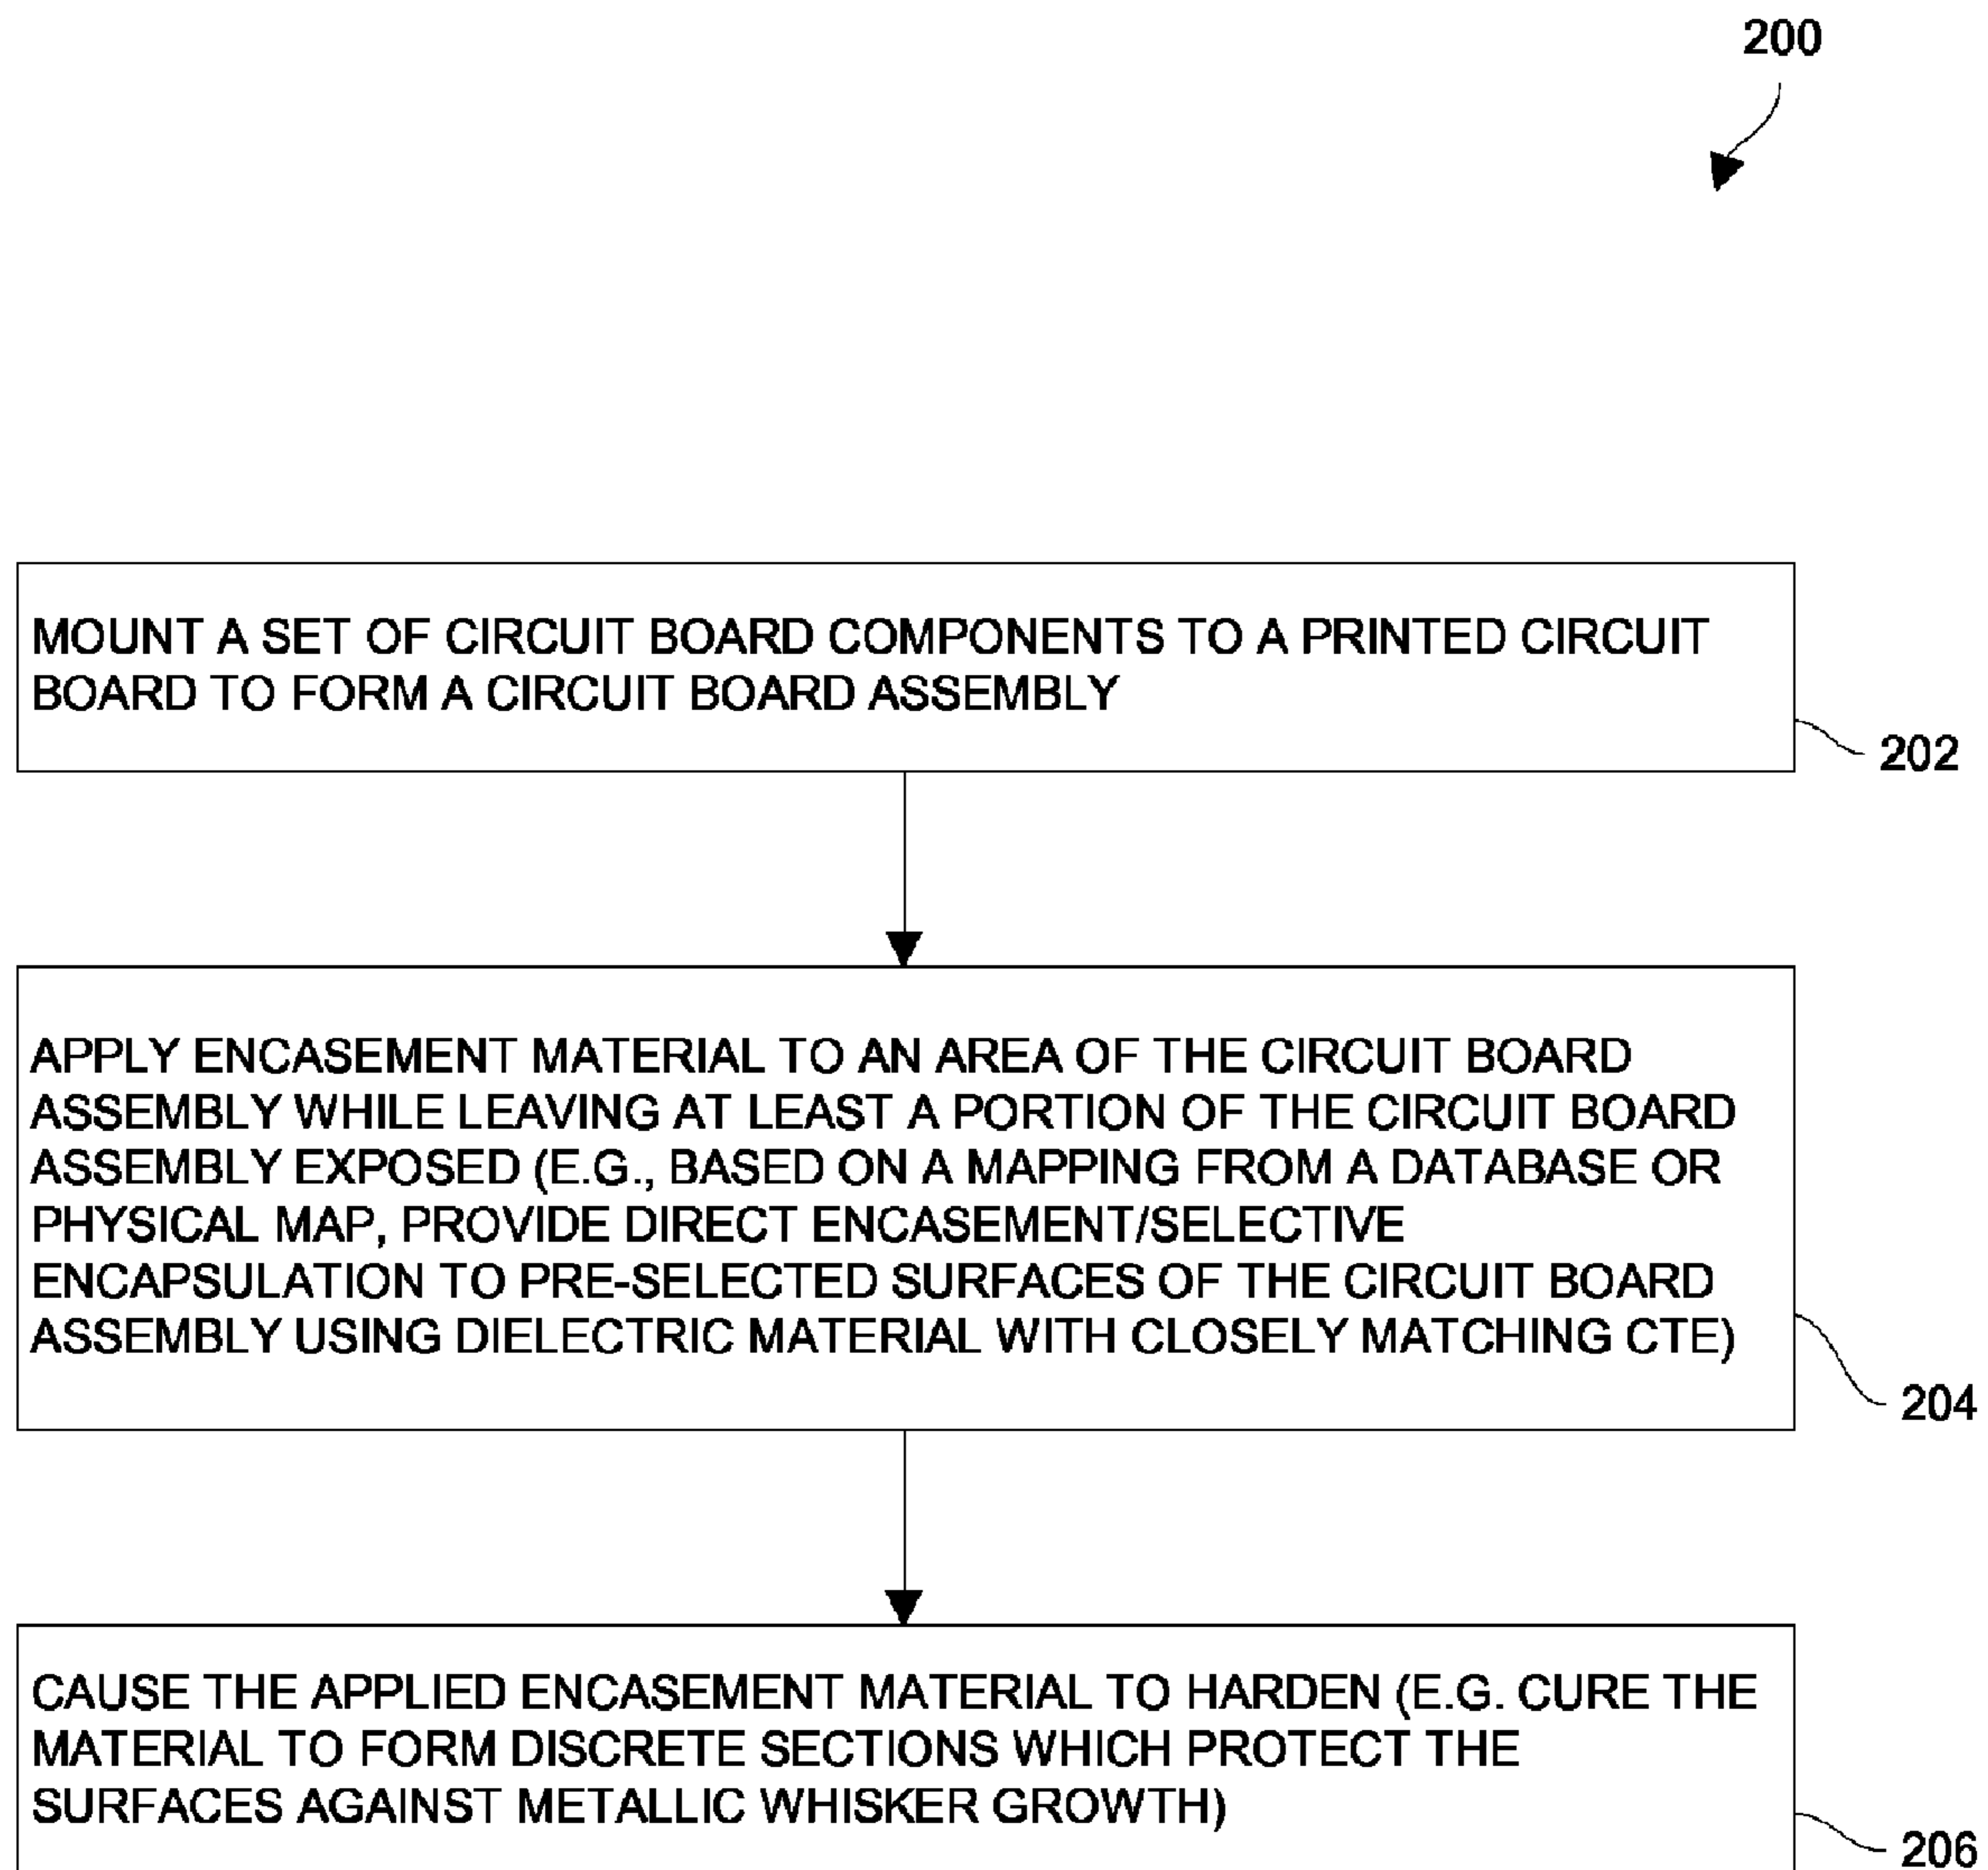 200
MOUNT A SET OF CIRCUIT BOARD COMPONENTS TO A PRINTED CIRCUIT
BOARD TO FORM A CIRCUIT BOARD ASSEMBLY
202
APPLY ENCASEMENT MATERIAL TO AN AREA OF THE CIRCUIT BOARD
ASSEMBLY WHILE LEAVING AT LEAST A PORTION OF THE CIRCUIT BOARD
ASSEMBLY EXPOSED (E.G., BASED ON A MAPPING FROM A DATABASE OR
PHYSICAL MAP, PROVIDE DIRECT ENCASEMENT/SELECTIVE
ENCAPSULATION TO PRE-SELECTED SURFACES OF THE CIRCUIT BOARD
ASSEMBLY USING DIELECTRIC MATERIAL WITH CLOSELY MATCHING CTE)
204
CAUSE THE APPLIED ENCASEMENT MATERIAL TO HARDEN (E.G. CURE THE
MATERIAL TO FORM DISCRETE SECTIONS WHICH PROTECT THE
SURFACES AGAINST METALLIC WHISKER GROWTH)
206